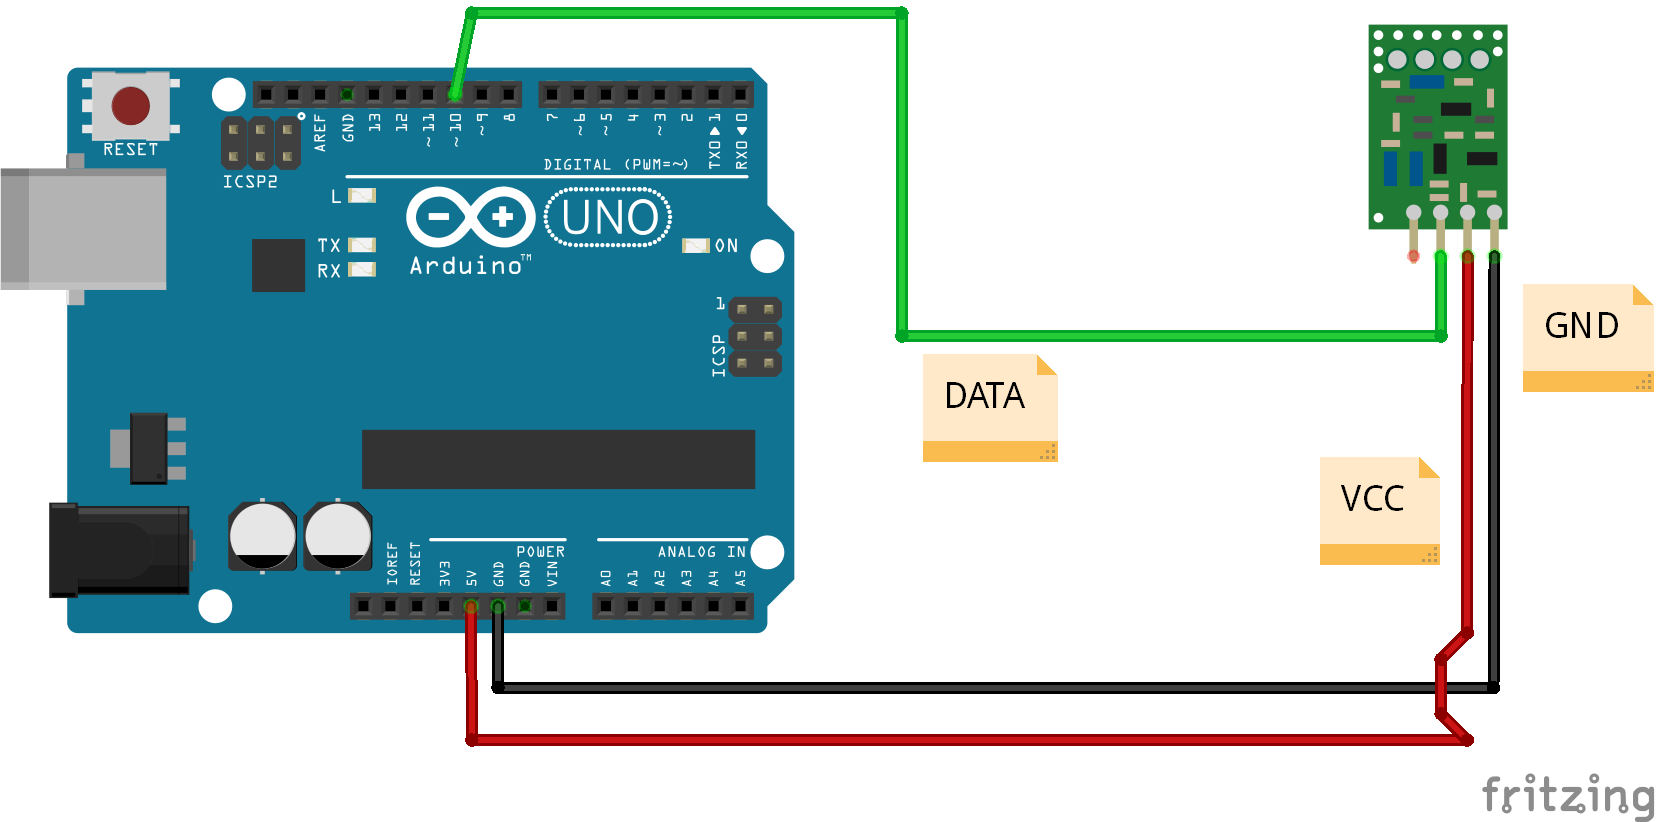 RESET
ICSP2
AREF
GND
13
12
~11
~10
~9
8
7
~6
~5
4
~3
2
TX0▶1
RX0◀0
DIGITAL (PWM=~)
L
TX
RX
UNO
Arduino™
ON
1
ICSP
DATA
GND
VCC
POWER
ANALOG IN
IOREF
RESET
3V3
5V
GND
GND
VIN
A0
A1
A2
A3
A4
A5
fritzing